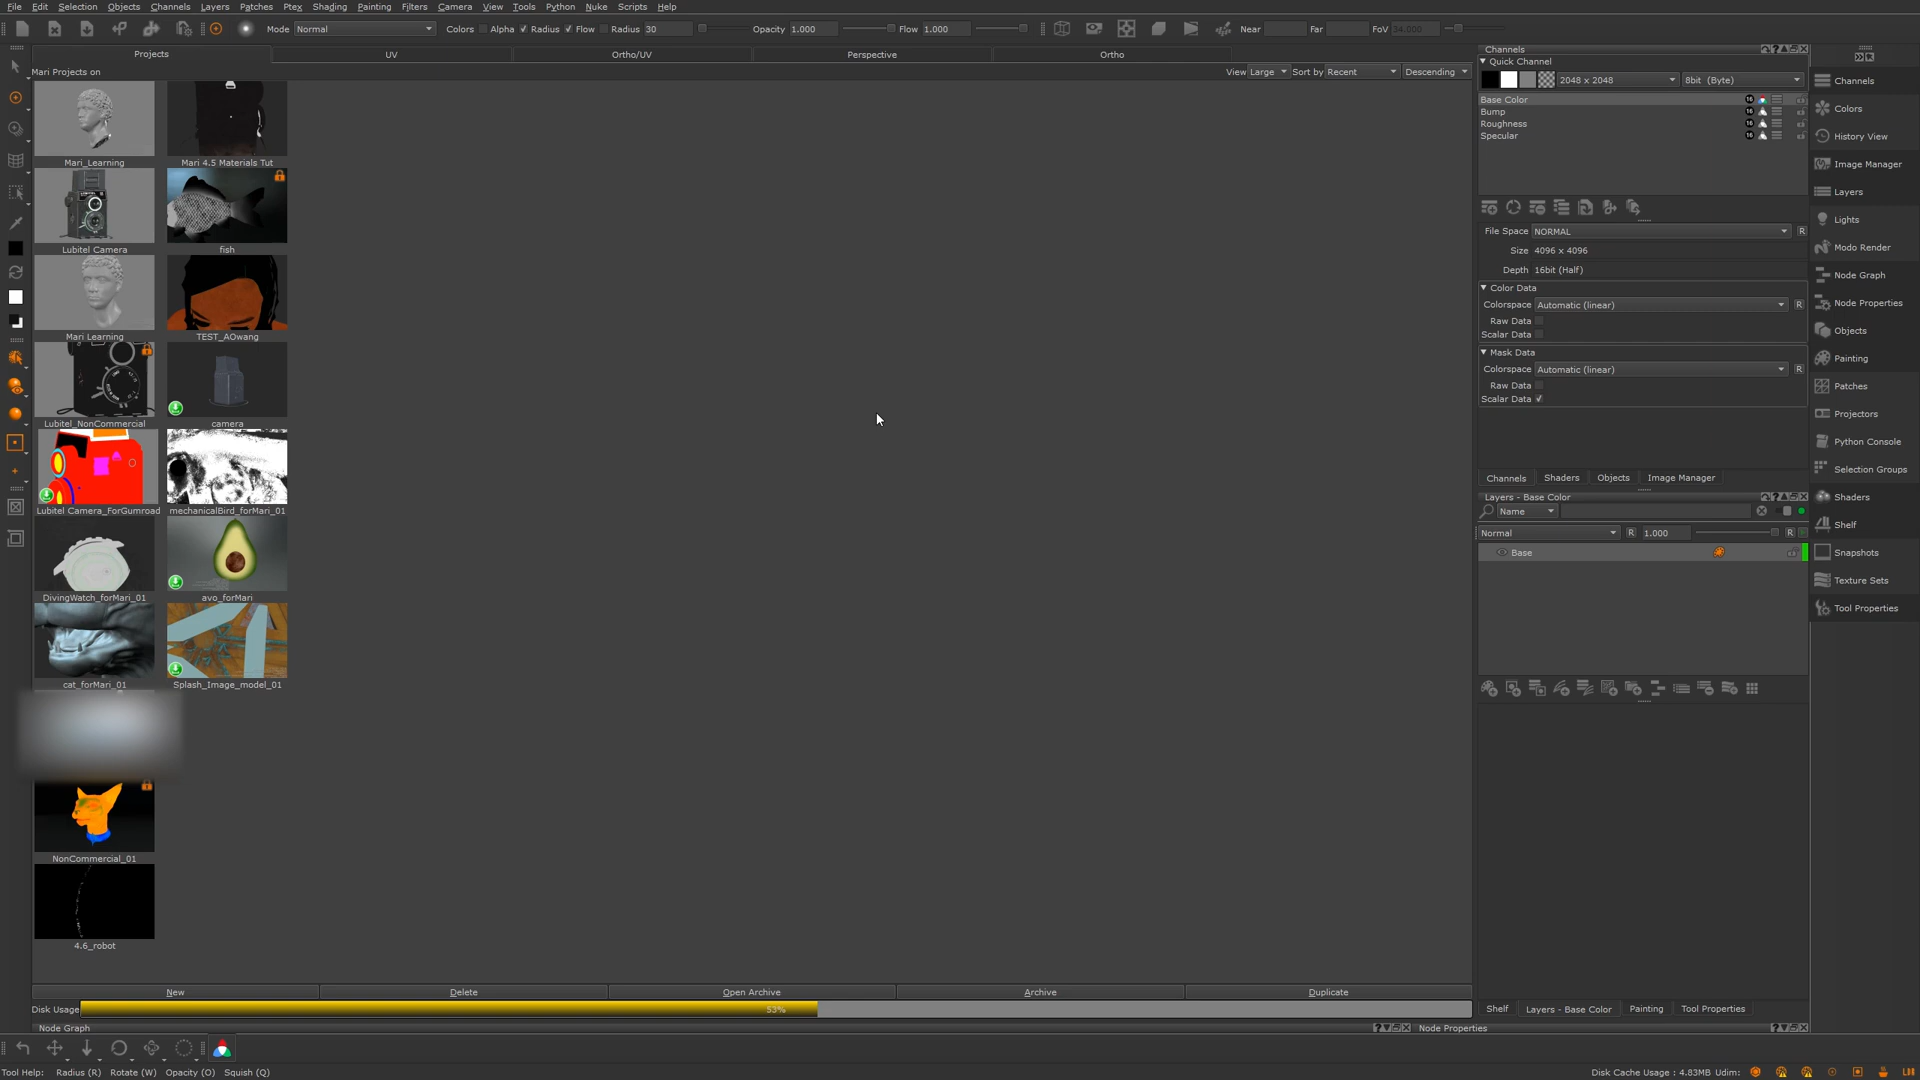 File Edit Selection Objects Channels Layers Patches Ptex Shading Painting Filters Camera View Tools Python Nuke Scripts Help
Mode Normal Colors Alpha Radius Flow Radius 30 Opacity 1.000 Flow 1.000 Near Far FoV 34.000
Projects UV Ortho/UV Perspective Ortho
Mari Projects on View Large Sort by Recent Descending
Mari_Learning Mari 4.5 Materials Tut
Lubitel Camera fish
Mari Learning TEST_AOwang
Lubitel_NonCommercial camera
Lubitel Camera_ForGumroad mechanicalBird_forMari_01
DivingWatch_forMari_01 avo_forMari
cat_forMari_01 Splash_Image_model_01
NonCommercial_01
4.6_robot
New Delete Open Archive Archive Duplicate
Disk Usage 53%
Node Graph Node Properties
Channels
Quick Channel
2048 x 2048 8bit (Byte)
Base Color
Bump
Roughness
Specular
File Space NORMAL R
Size 4096 x 4096
Depth 16bit (Half)
Color Data
Colorspace Automatic (linear) R
Raw Data
Scalar Data
Mask Data
Colorspace Automatic (linear) R
Raw Data
Scalar Data
Channels Shaders Objects Image Manager
Layers - Base Color
Name
Normal R 1.000 R
Base
Shelf Layers - Base Color Painting Tool Properties
Channels
Colors
History View
Image Manager
Layers
Lights
Modo Render
Node Graph
Node Properties
Objects
Painting
Patches
Projectors
Python Console
Selection Groups
Shaders
Shelf
Snapshots
Texture Sets
Tool Properties
Tool Help: Radius (R) Rotate (W) Opacity (O) Squish (Q) Disk Cache Usage : 4.83MB Udim: